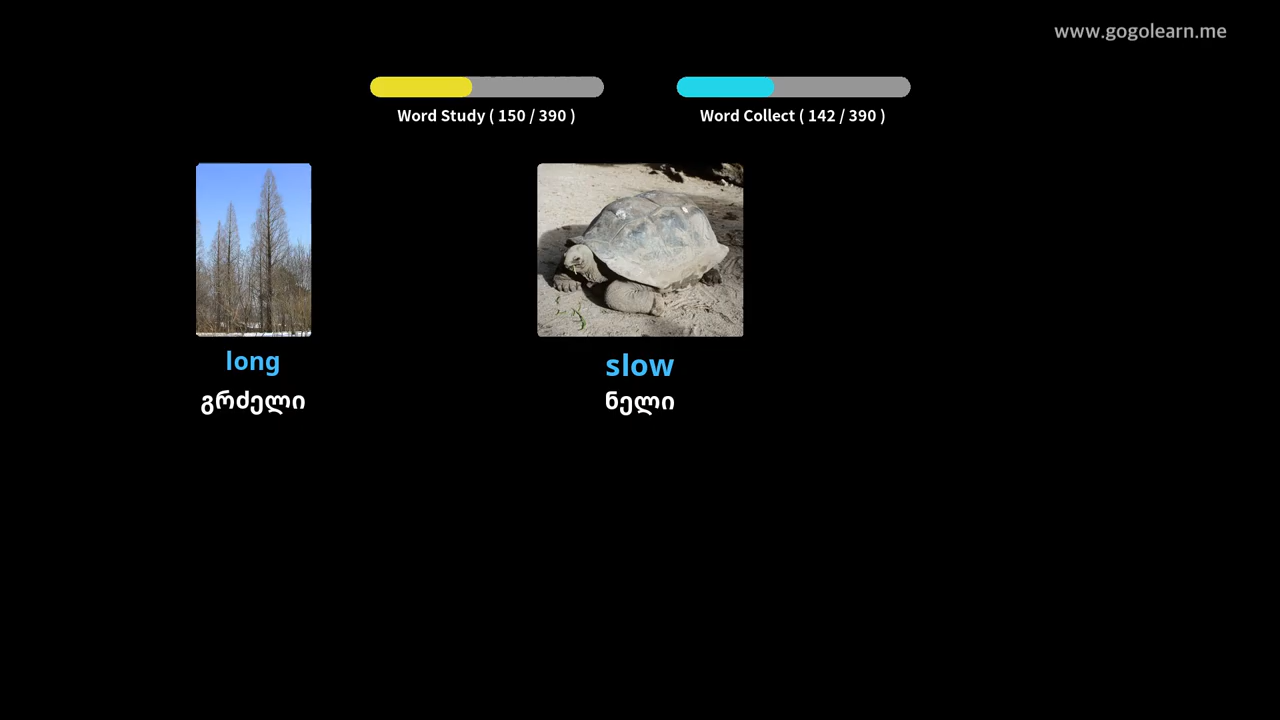 www.gogolearn.me
Word Study ( 150 / 390 )
Word Collect ( 142 / 390 )
long
გრძელი
slow
ნელი